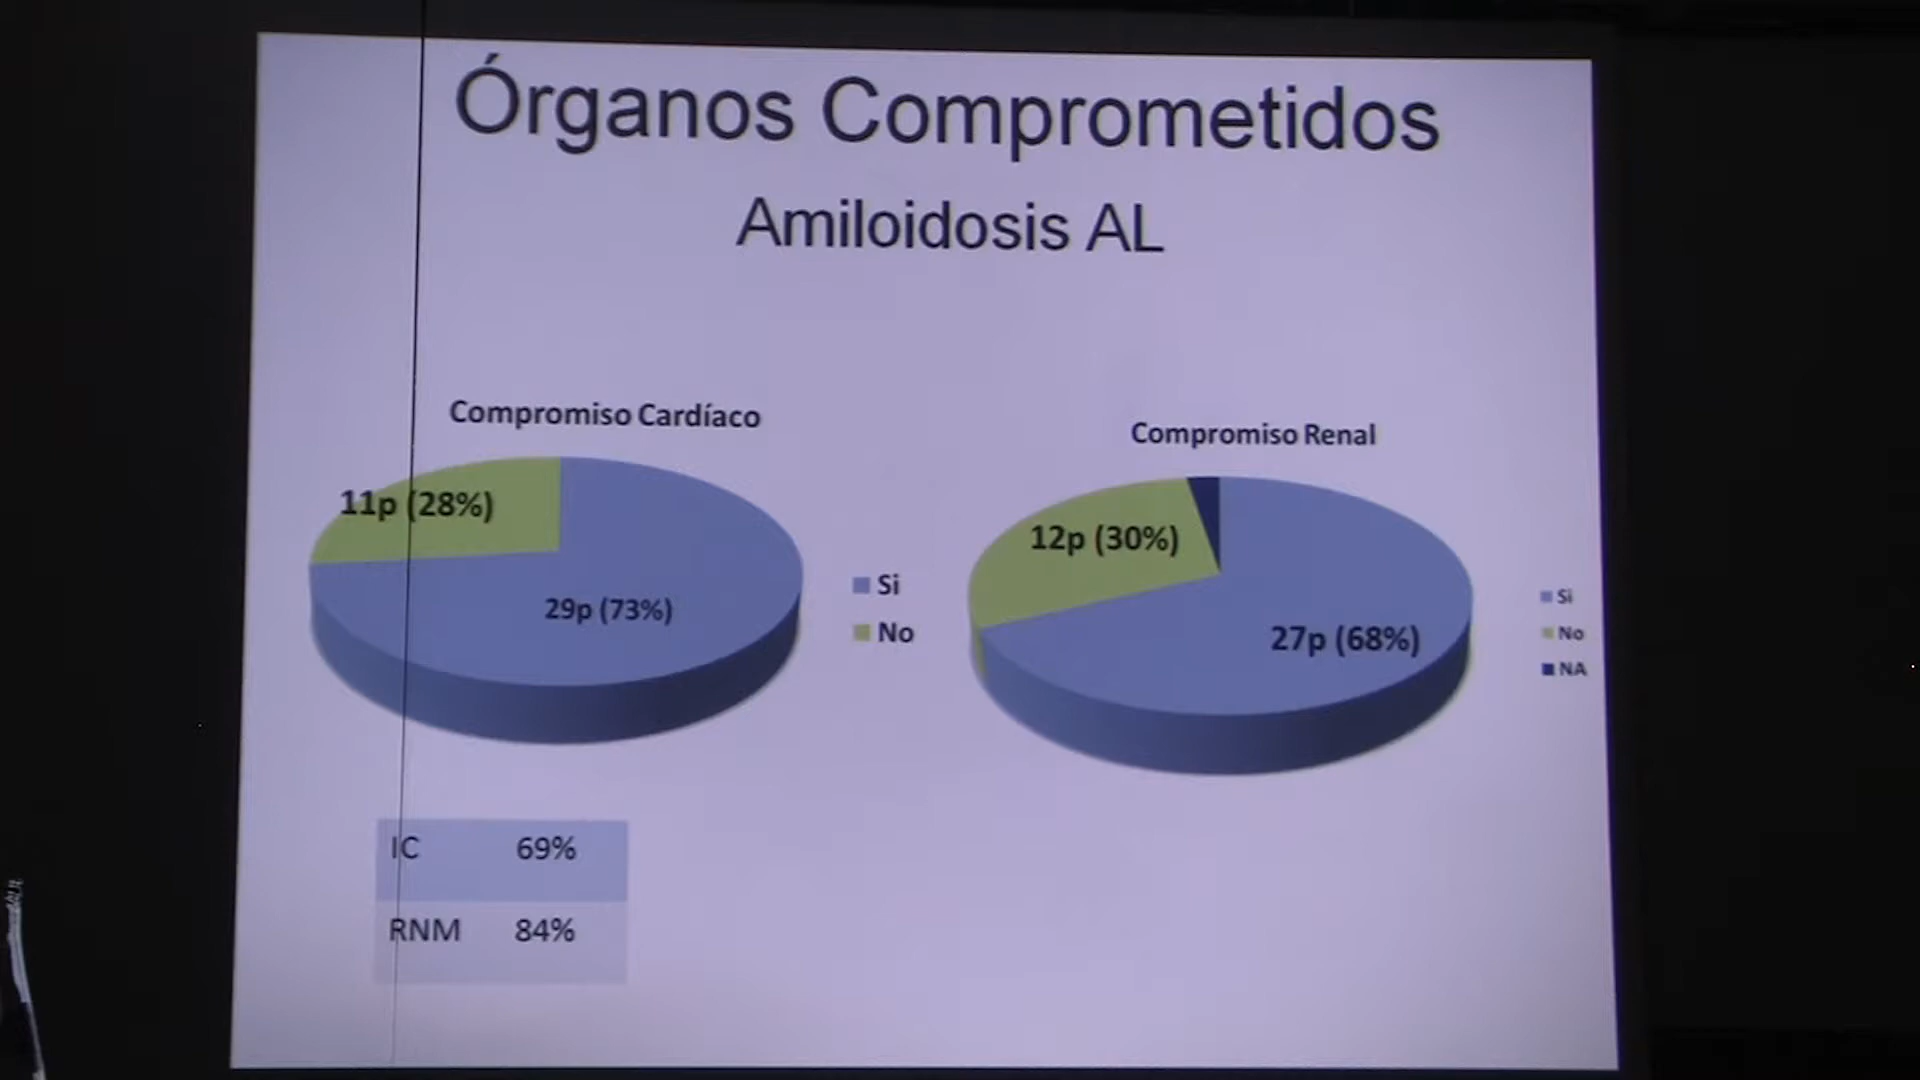 Órganos Comprometidos
Amiloidosis AL
Compromiso Cardíaco
11p (28%)
29p (73%)
Si
No
Compromiso Renal
12p (30%)
27p (68%)
Si
No
NA
IC 69%
RNM 84%